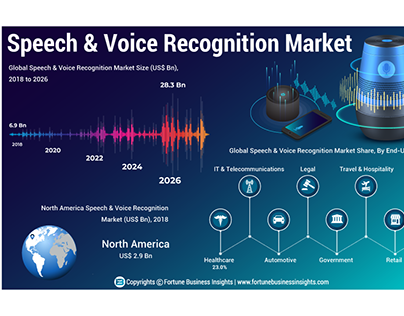 Speech & Voice Recognition Market
Global Speech & Voice Recognition Market Size (US$ Bn),
2018 to 2026
28.3 Bn
6.9 Bn
2018
2020
2022
2024
2026
Global Speech & Voice Recognition Market Share, By End-U
IT & Telecommunications
Legal
Travel & Hospitality
Healthcare
23.8%
Automotive
Government
Retail
North America Speech & Voice Recognition
Market (US$ Bn), 2018
North America
US$ 2.9 Bn
Copyrights © Fortune Business Insights | www.fortunebusinessinsights.com